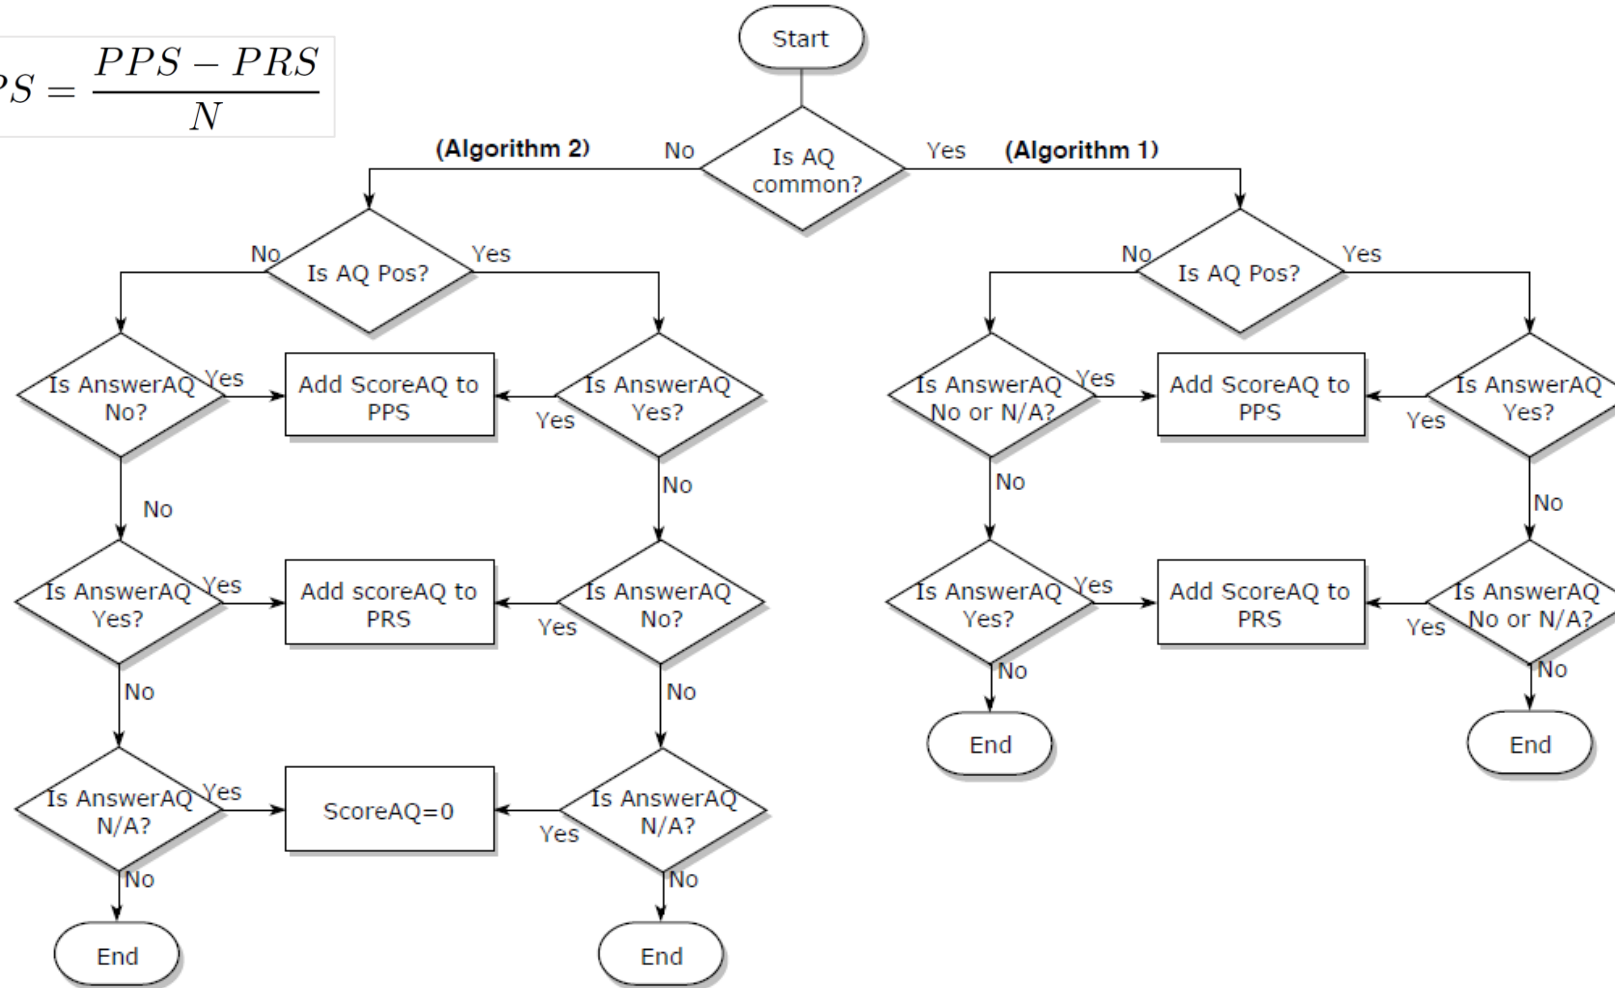 Start
PS = PPS − PRS / N
(Algorithm 2) No Is AQ Yes (Algorithm 1)
common?
No Is AQ Pos? Yes
No Is AQ Pos? Yes
Is AnswerAQ
No?
Yes
Add ScoreAQ to
PPS
Is AnswerAQ
Yes?
Yes
Is AnswerAQ
No or N/A?
Yes
Add ScoreAQ to
PPS
Is AnswerAQ
Yes?
Yes
No
No
No
No
Is AnswerAQ
Yes?
Yes
Add scoreAQ to
PRS
Is AnswerAQ
No?
Yes
Is AnswerAQ
Yes?
Yes
Add ScoreAQ to
PRS
Is AnswerAQ
No or N/A?
Yes
No
No
No
No
Is AnswerAQ
N/A?
Yes
ScoreAQ=0
Is AnswerAQ
N/A?
Yes
End
End
No
No
End
End